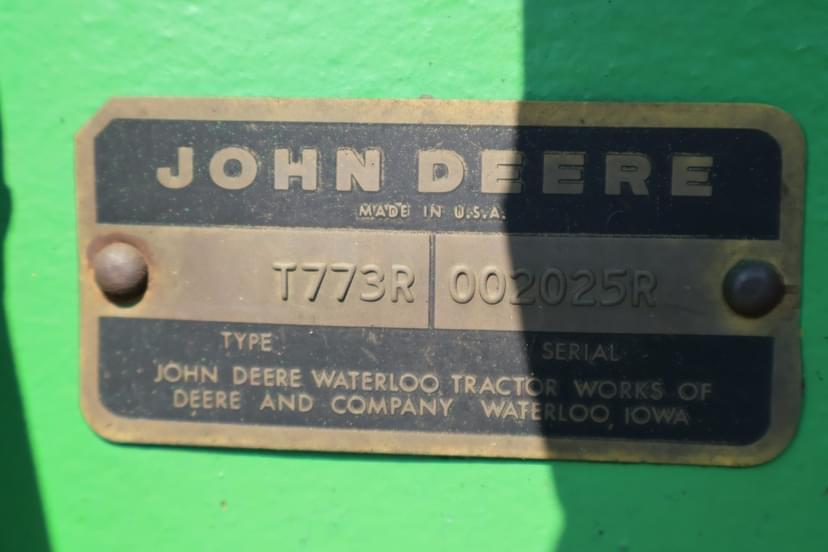 JOHN DEERE
MADE IN U.S.A.
T773R 002025R
TYPE SERIAL
JOHN DEERE WATERLOO TRACTOR WORKS OF
DEERE AND COMPANY WATERLOO, IOWA